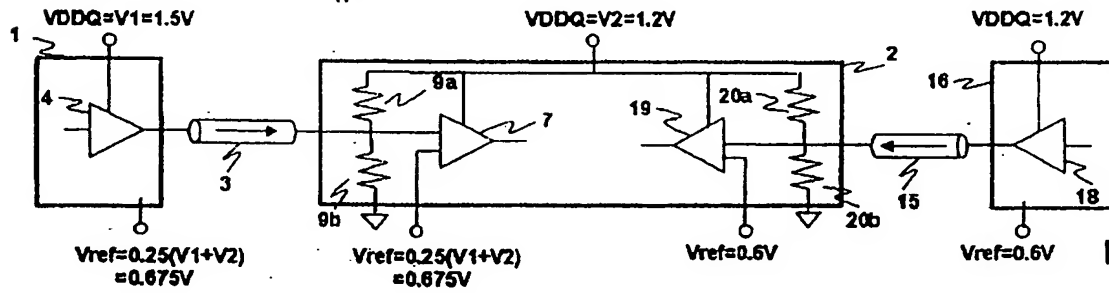 VDDQ=V1=1.5V
VDDQ=V2=1.2V
VDDQ=1.2V
1
2
4
9a
19
20a
16
7
3
9b
15
20b
18
Vref=0.25(V1+V2)
=0.675V
Vref=0.25(V1+V2)
=0.675V
Vref=0.6V
Vref=0.6V